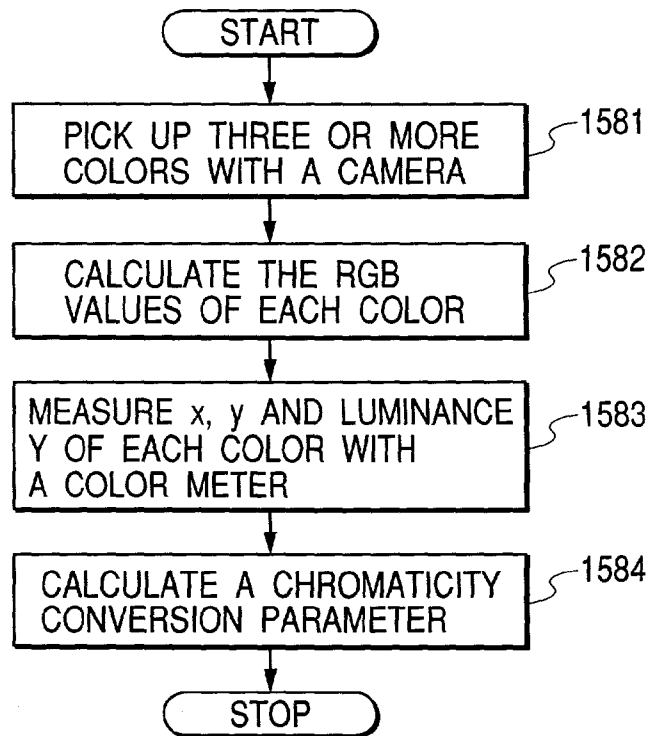 START
PICK UP THREE OR MORE
COLORS WITH A CAMERA
1581
CALCULATE THE RGB
VALUES OF EACH COLOR
1582
MEASURE x, y AND LUMINANCE
Y OF EACH COLOR WITH
A COLOR METER
1583
CALCULATE A CHROMATICITY
CONVERSION PARAMETER
1584
STOP